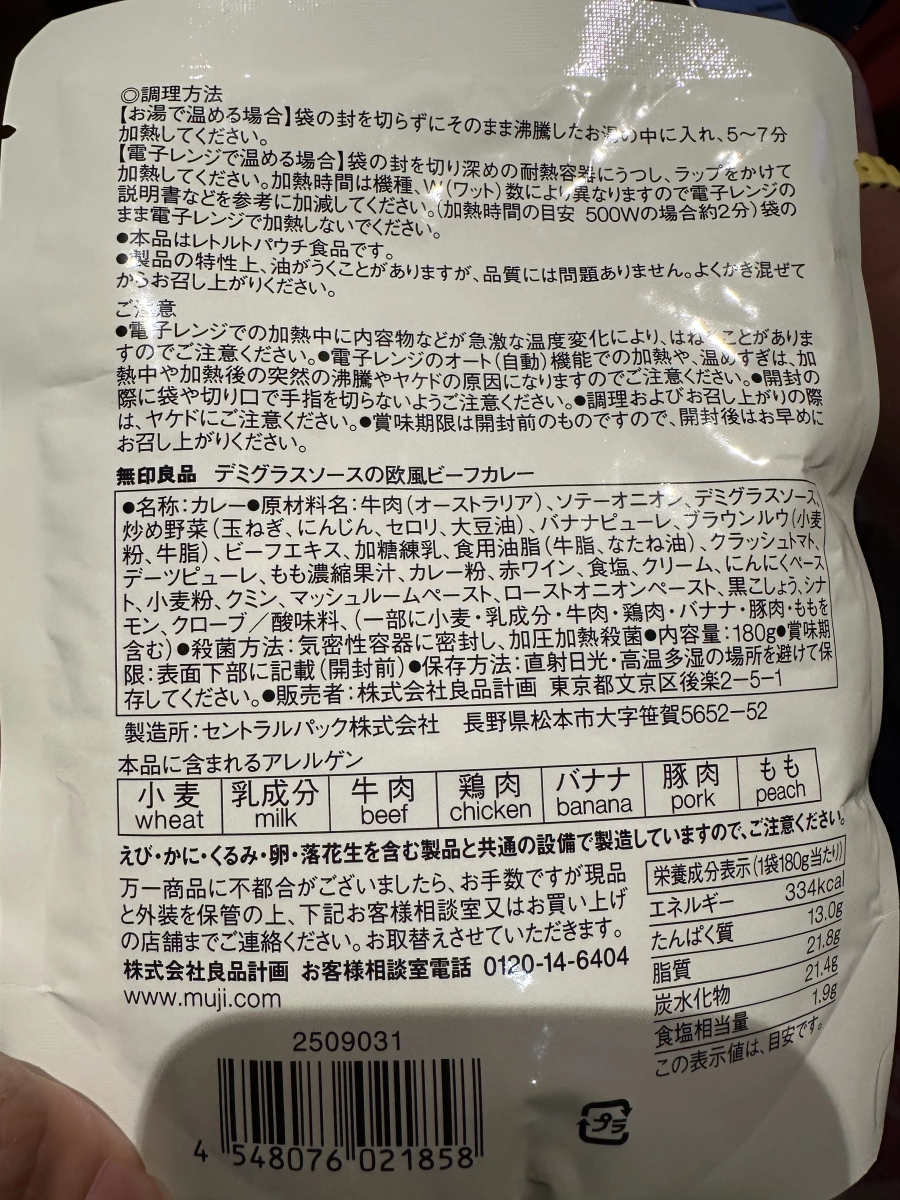 ◎調理方法
【お湯で温める場合】袋の封を切らずにそのまま沸騰したお湯の中に入れ、5〜7分
加熱してください。
【電子レンジで温める場合】袋の封を切り深めの耐熱容器にうつし、ラップをかけて
加熱してください。加熱時間は機種、W(ワット)数により異なりますので電子レンジの
説明書などを参考に加減してください。(加熱時間の目安 500Wの場合約2分)袋の
まま電子レンジで加熱しないでください。
●本品はレトルトパウチ食品です。
●製品の特性上、油がうくことがありますが、品質には問題ありません。よくかき混ぜて
からお召し上がりください。
ご注意
●電子レンジでの加熱中に内容物などが急激な温度変化により、はねることがありま
すのでご注意ください。●電子レンジのオート(自動)機能での加熱や、温めすぎは、加
熱中や加熱後の突然の沸騰やヤケドの原因になりますのでご注意ください。●開封の
際に袋や切り口で手指を切らないようご注意ください。●調理およびお召し上がりの際
は、ヤケドにご注意ください。●賞味期限は開封前のものですので、開封後はお早めに
お召し上がりください。
無印良品 デミグラスソースの欧風ビーフカレー
●名称:カレー●原材料名:牛肉(オーストラリア)、ソテーオニオン、デミグラスソース、
炒め野菜(玉ねぎ、にんじん、セロリ、大豆油)、バナナピューレ、ブラウンルウ(小麦
粉、牛脂)、ビーフエキス、加糖練乳、食用油脂(牛脂、なたね油)、クラッシュトマト、
デーツピューレ、もも濃縮果汁、カレー粉、赤ワイン、食塩、クリーム、にんにくペース
ト、小麦粉、クミン、マッシュルームペースト、ローストオニオンペースト、黒こしょう、シナ
モン、クローブ/酸味料、(一部に小麦・乳成分・牛肉・鶏肉・バナナ・豚肉・ももを
含む)●殺菌方法:気密性容器に密封し、加圧加熱殺菌●内容量:180g●賞味期
限:表面下部に記載(開封前)●保存方法:直射日光・高温多湿の場所を避けて保
存してください。●販売者:株式会社良品計画 東京都文京区後楽2−5−1
製造所:セントラルパック株式会社 長野県松本市大字笹賀5652−52
本品に含まれるアレルゲン
小麦 乳成分 牛肉 鶏肉 バナナ 豚肉 もも
wheat milk beef chicken banana pork peach
えび・かに・くるみ・卵・落花生を含む製品と共通の設備で製造していますので、ご注意ください。
万一商品に不都合がございましたら、お手数ですが現品
と外装を保管の上、下記お客様相談室又はお買い上げ
の店舗までご連絡ください。お取替えさせていただきます。
株式会社良品計画 お客様相談室電話 0120-14-6404
www.muji.com
栄養成分表示(1袋180g当たり)
エネルギー 334kcal
たんぱく質 13.0g
脂質 21.8g
炭水化物 21.4g
食塩相当量 1.9g
この表示値は、目安です。
2509031
4 548076 021858
プラ